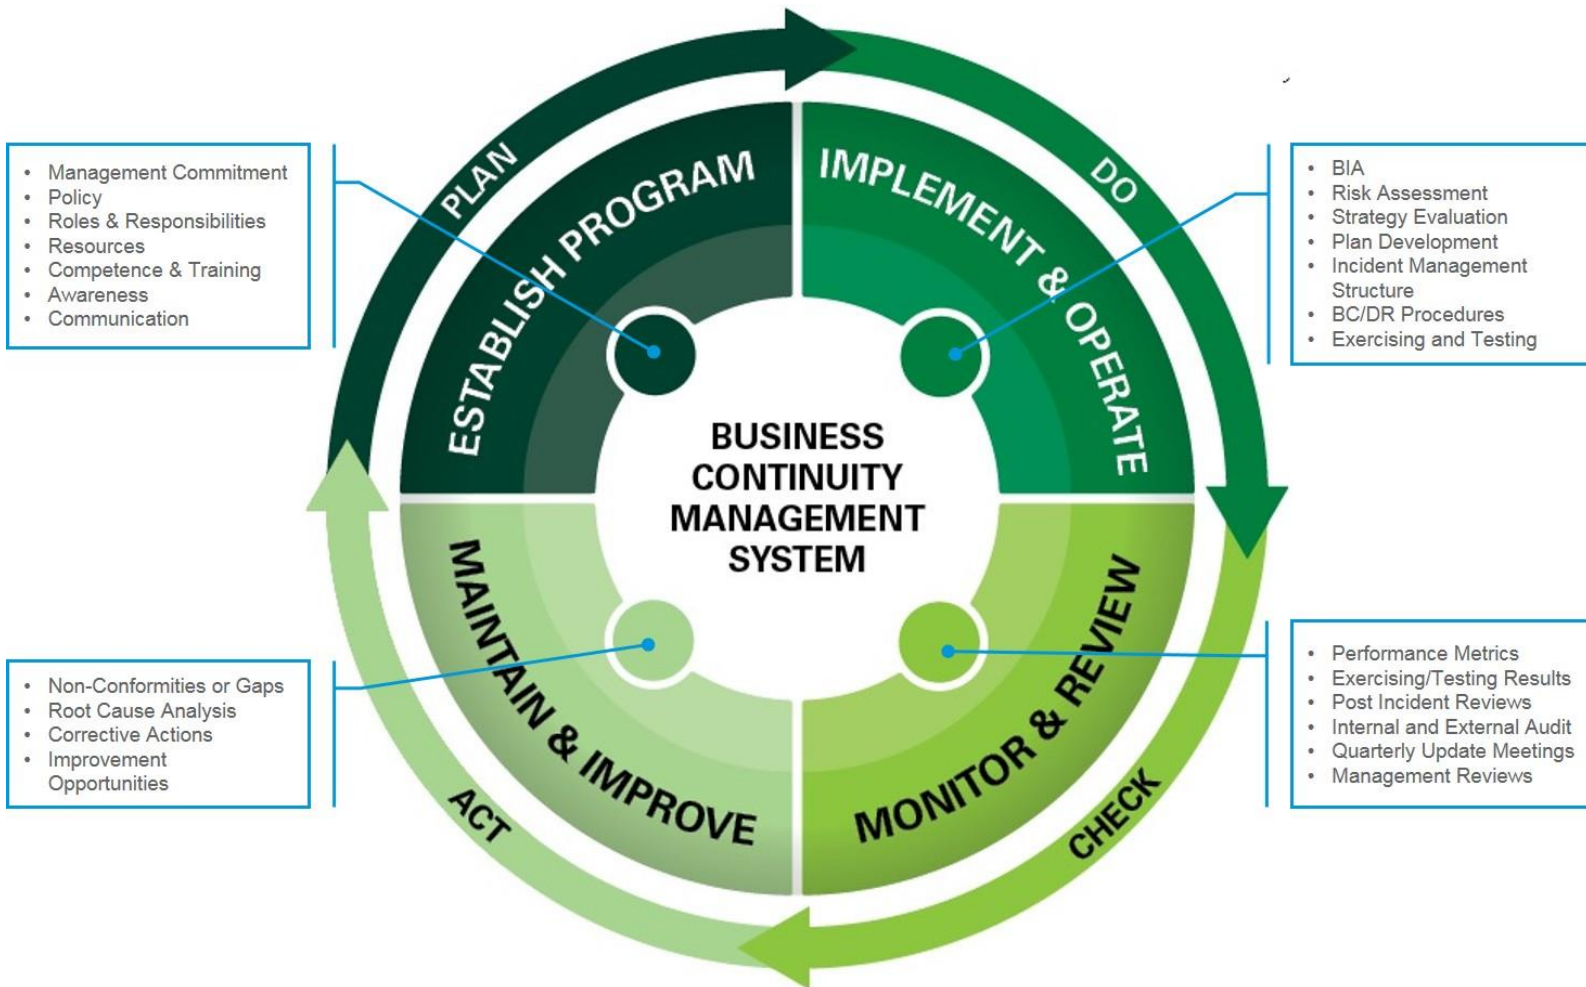 PLAN
ESTABLISH PROGRAM
• Management Commitment
• Policy
• Roles & Responsibilities
• Resources
• Competence & Training
• Awareness
• Communication
DO
IMPLEMENT & OPERATE
• BIA
• Risk Assessment
• Strategy Evaluation
• Plan Development
• Incident Management
Structure
• BC/DR Procedures
• Exercising and Testing
BUSINESS
CONTINUITY
MANAGEMENT
SYSTEM
CHECK
MONITOR & REVIEW
• Performance Metrics
• Exercising/Testing Results
• Post Incident Reviews
• Internal and External Audit
• Quarterly Update Meetings
• Management Reviews
ACT
MAINTAIN & IMPROVE
• Non-Conformities or Gaps
• Root Cause Analysis
• Corrective Actions
• Improvement
Opportunities